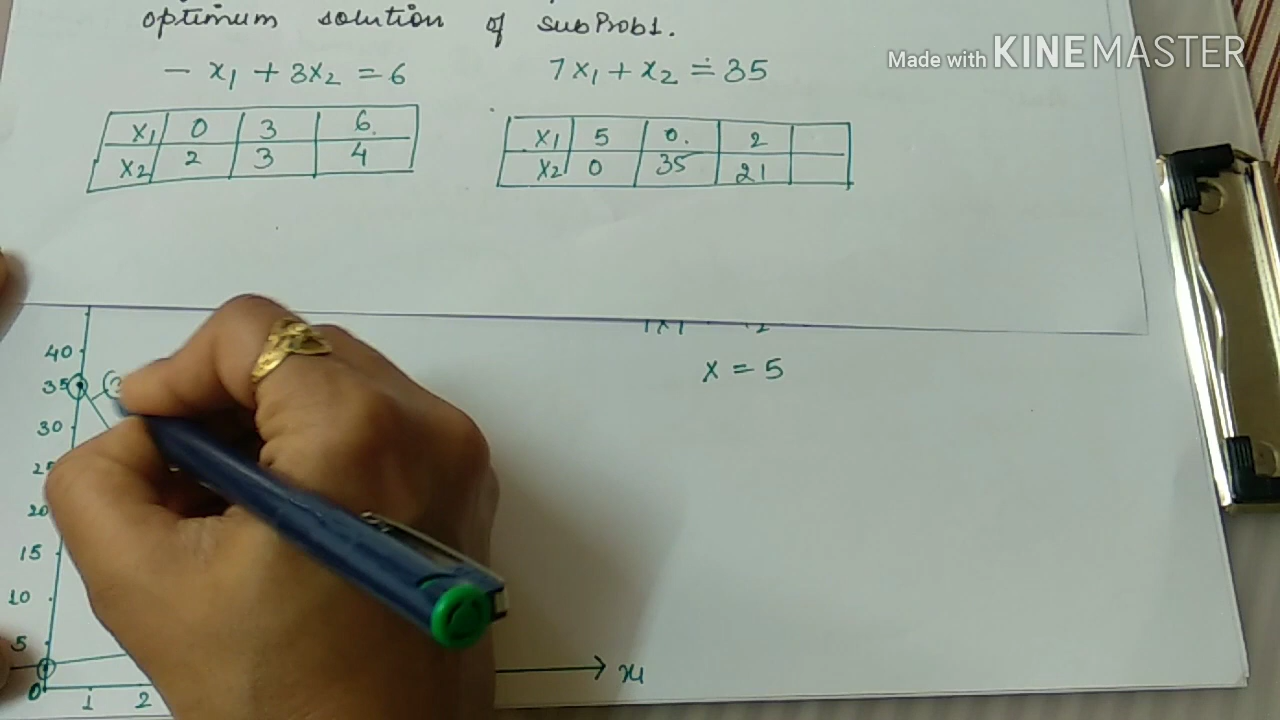 optimum solution of subProb1.
Made with KINEMASTER
- x1 + 3x2 = 6
7x1 + x2 = 35
x1 0 3 6
x2 2 3 4
x1 5 0 2
x2 0 35 21
x = 5
40
35
30
20
15
10
5
0
1 2
x1